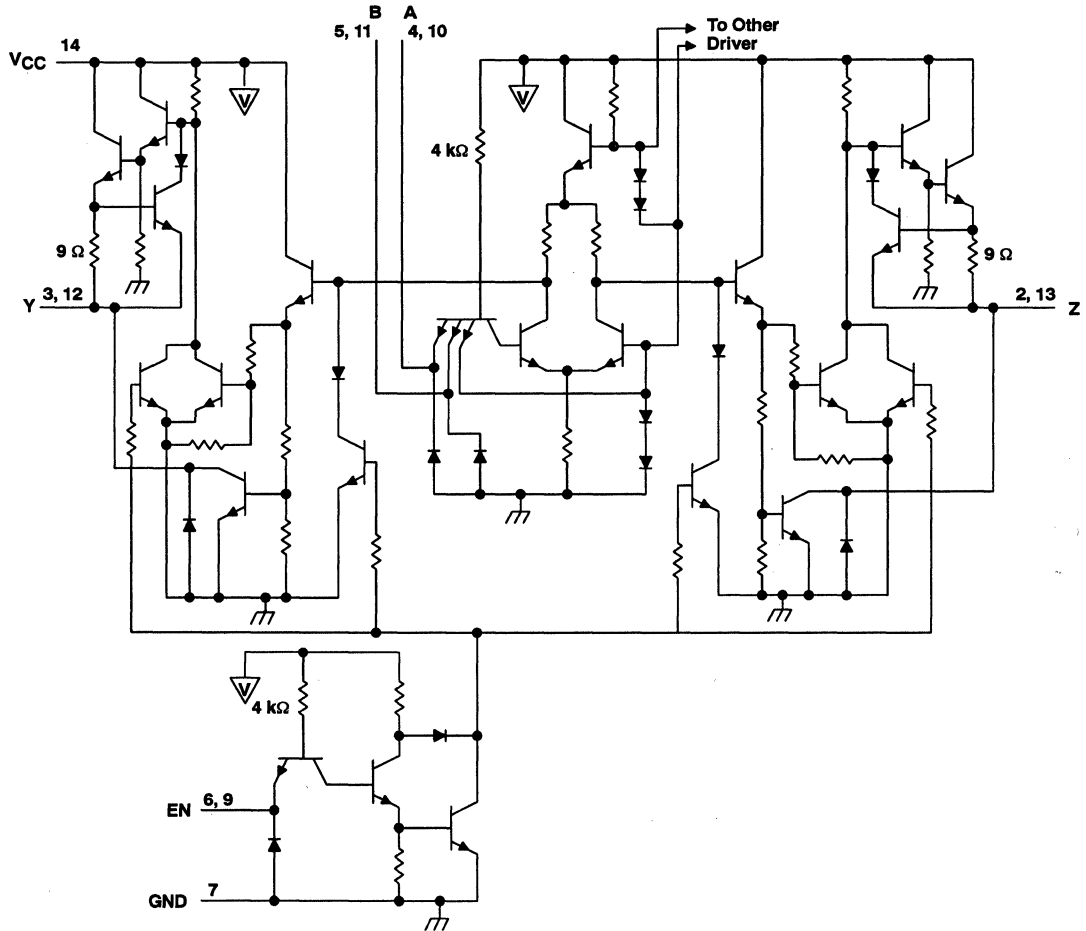 B A
5, 11 4, 10
To Other
Driver
VCC 14
V
V
4 kΩ
9 Ω
9 Ω
Y 3, 12
2, 13 Z
V
4 kΩ
EN 6, 9
GND 7